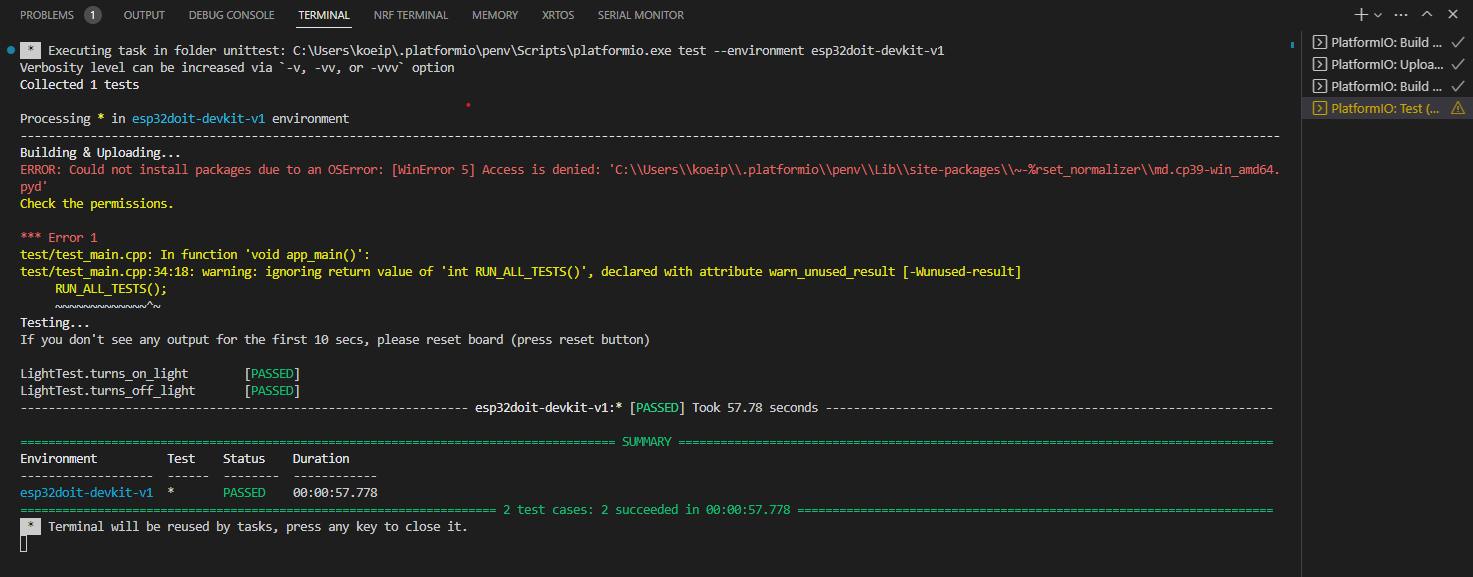 PROBLEMS 1 OUTPUT DEBUG CONSOLE TERMINAL NRF TERMINAL MEMORY XRTOS SERIAL MONITOR
* Executing task in folder unittest: C:\Users\koeip\.platformio\penv\Scripts\platformio.exe test --environment esp32doit-devkit-v1
Verbosity level can be increased via `-v, -vv, or -vvv` option
Collected 1 tests
Processing * in esp32doit-devkit-v1 environment
--------------------------------------------------------------------------------
Building & Uploading...
ERROR: Could not install packages due to an OSError: [WinError 5] Access is denied: 'C:\\Users\\koeip\\.platformio\\penv\\Lib\\site-packages\\~-%rset_normalizer\\md.cp39-win_amd64.
pyd'
Check the permissions.
*** Error 1
test/test_main.cpp: In function 'void app_main()':
test/test_main.cpp:34:18: warning: ignoring return value of 'int RUN_ALL_TESTS()', declared with attribute warn_unused_result [-Wunused-result]
RUN_ALL_TESTS();
~~~~~~~~~~~~~^~
Testing...
If you don't see any output for the first 10 secs, please reset board (press reset button)
LightTest.turns_on_light [PASSED]
LightTest.turns_off_light [PASSED]
---------------------------------------------------------------- esp32doit-devkit-v1:* [PASSED] Took 57.78 seconds ----------------------------------------------------------------
===================================================================================== SUMMARY =====================================================================================
Environment Test Status Duration
------------------- ------ -------- ------------
esp32doit-devkit-v1 * PASSED 00:00:57.778
==================================================================== 2 test cases: 2 succeeded in 00:00:57.778 ====================================================================
* Terminal will be reused by tasks, press any key to close it.
PlatformIO: Build ...
PlatformIO: Uploa...
PlatformIO: Build ...
PlatformIO: Test (...